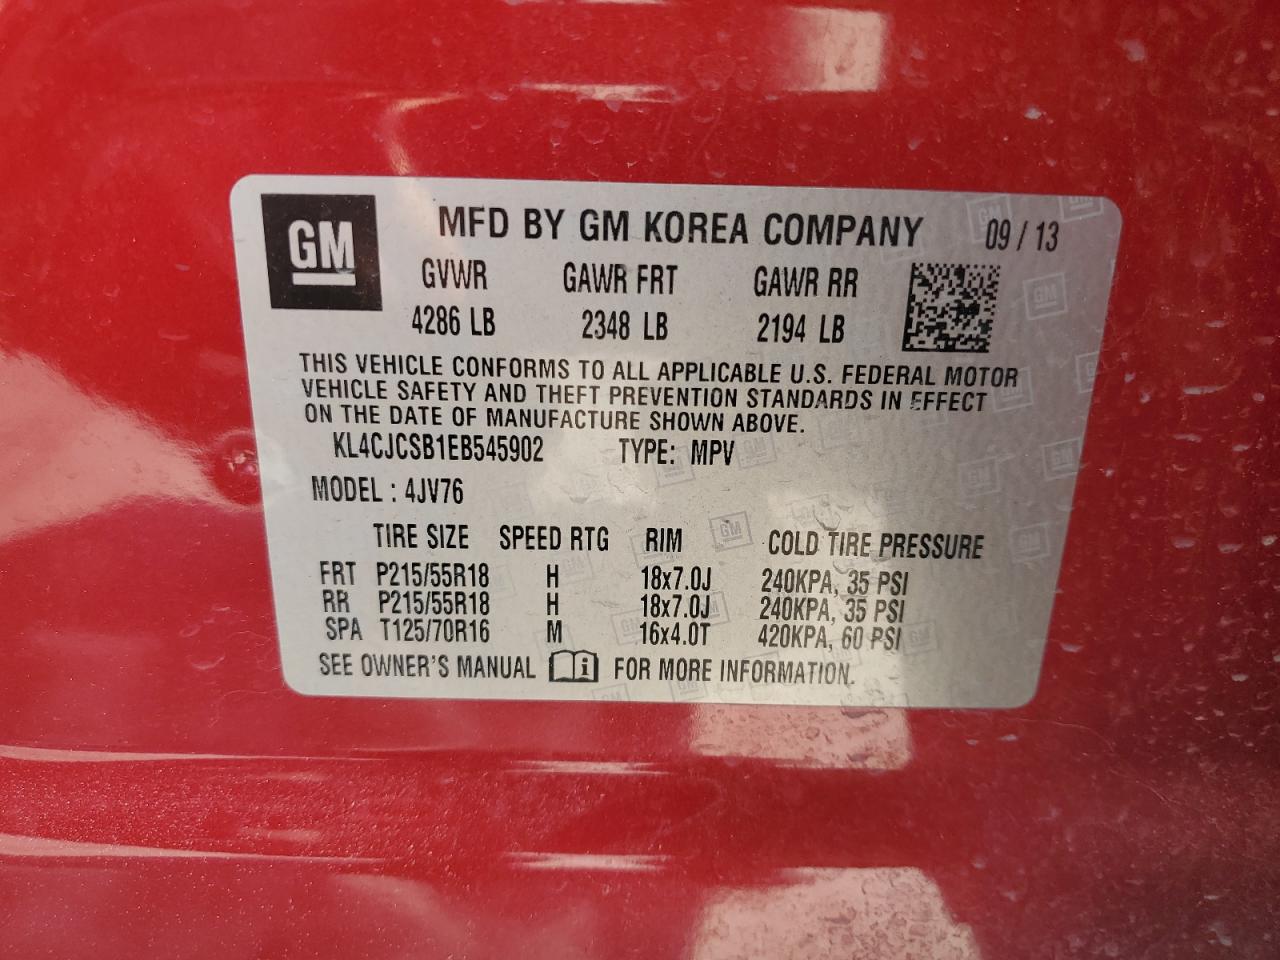 GM
MFD BY GM KOREA COMPANY 09 / 13
GVWR GAWR FRT GAWR RR
4286 LB 2348 LB 2194 LB
THIS VEHICLE CONFORMS TO ALL APPLICABLE U.S. FEDERAL MOTOR
VEHICLE SAFETY AND THEFT PREVENTION STANDARDS IN EFFECT
ON THE DATE OF MANUFACTURE SHOWN ABOVE.
KL4CJCSB1EB545902 TYPE: MPV
MODEL : 4JV76
TIRE SIZE SPEED RTG RIM COLD TIRE PRESSURE
FRT P215/55R18 H 18x7.0J 240KPA, 35 PSI
RR P215/55R18 H 18x7.0J 240KPA, 35 PSI
SPA T125/70R16 M 16x4.0T 420KPA, 60 PSI
SEE OWNER'S MANUAL i FOR MORE INFORMATION.